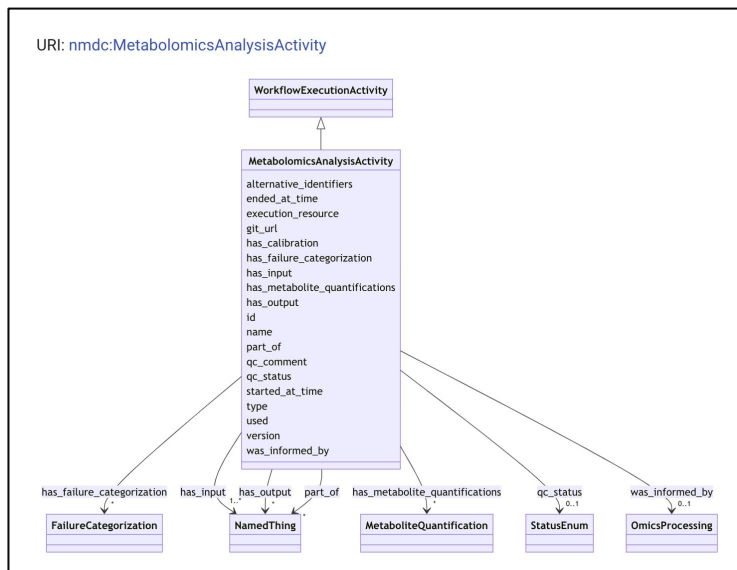 URI: nmdc:MetabolomicsAnalysisActivity
WorkflowExecutionActivity
MetabolomicsAnalysisActivity
alternative_identifiers
ended_at_time
execution_resource
git_url
has_calibration
has_failure_categorization
has_input
has_metabolite_quantifications
has_output
id
name
part_of
qc_comment
qc_status
started_at_time
type
used
version
was_informed_by
has_failure_categorization has_input has_output part_of has_metabolite_quantifications qc_status was_informed_by
* 1..* * * * 0..1 0..1
FailureCategorization NamedThing MetaboliteQuantification StatusEnum OmicsProcessing